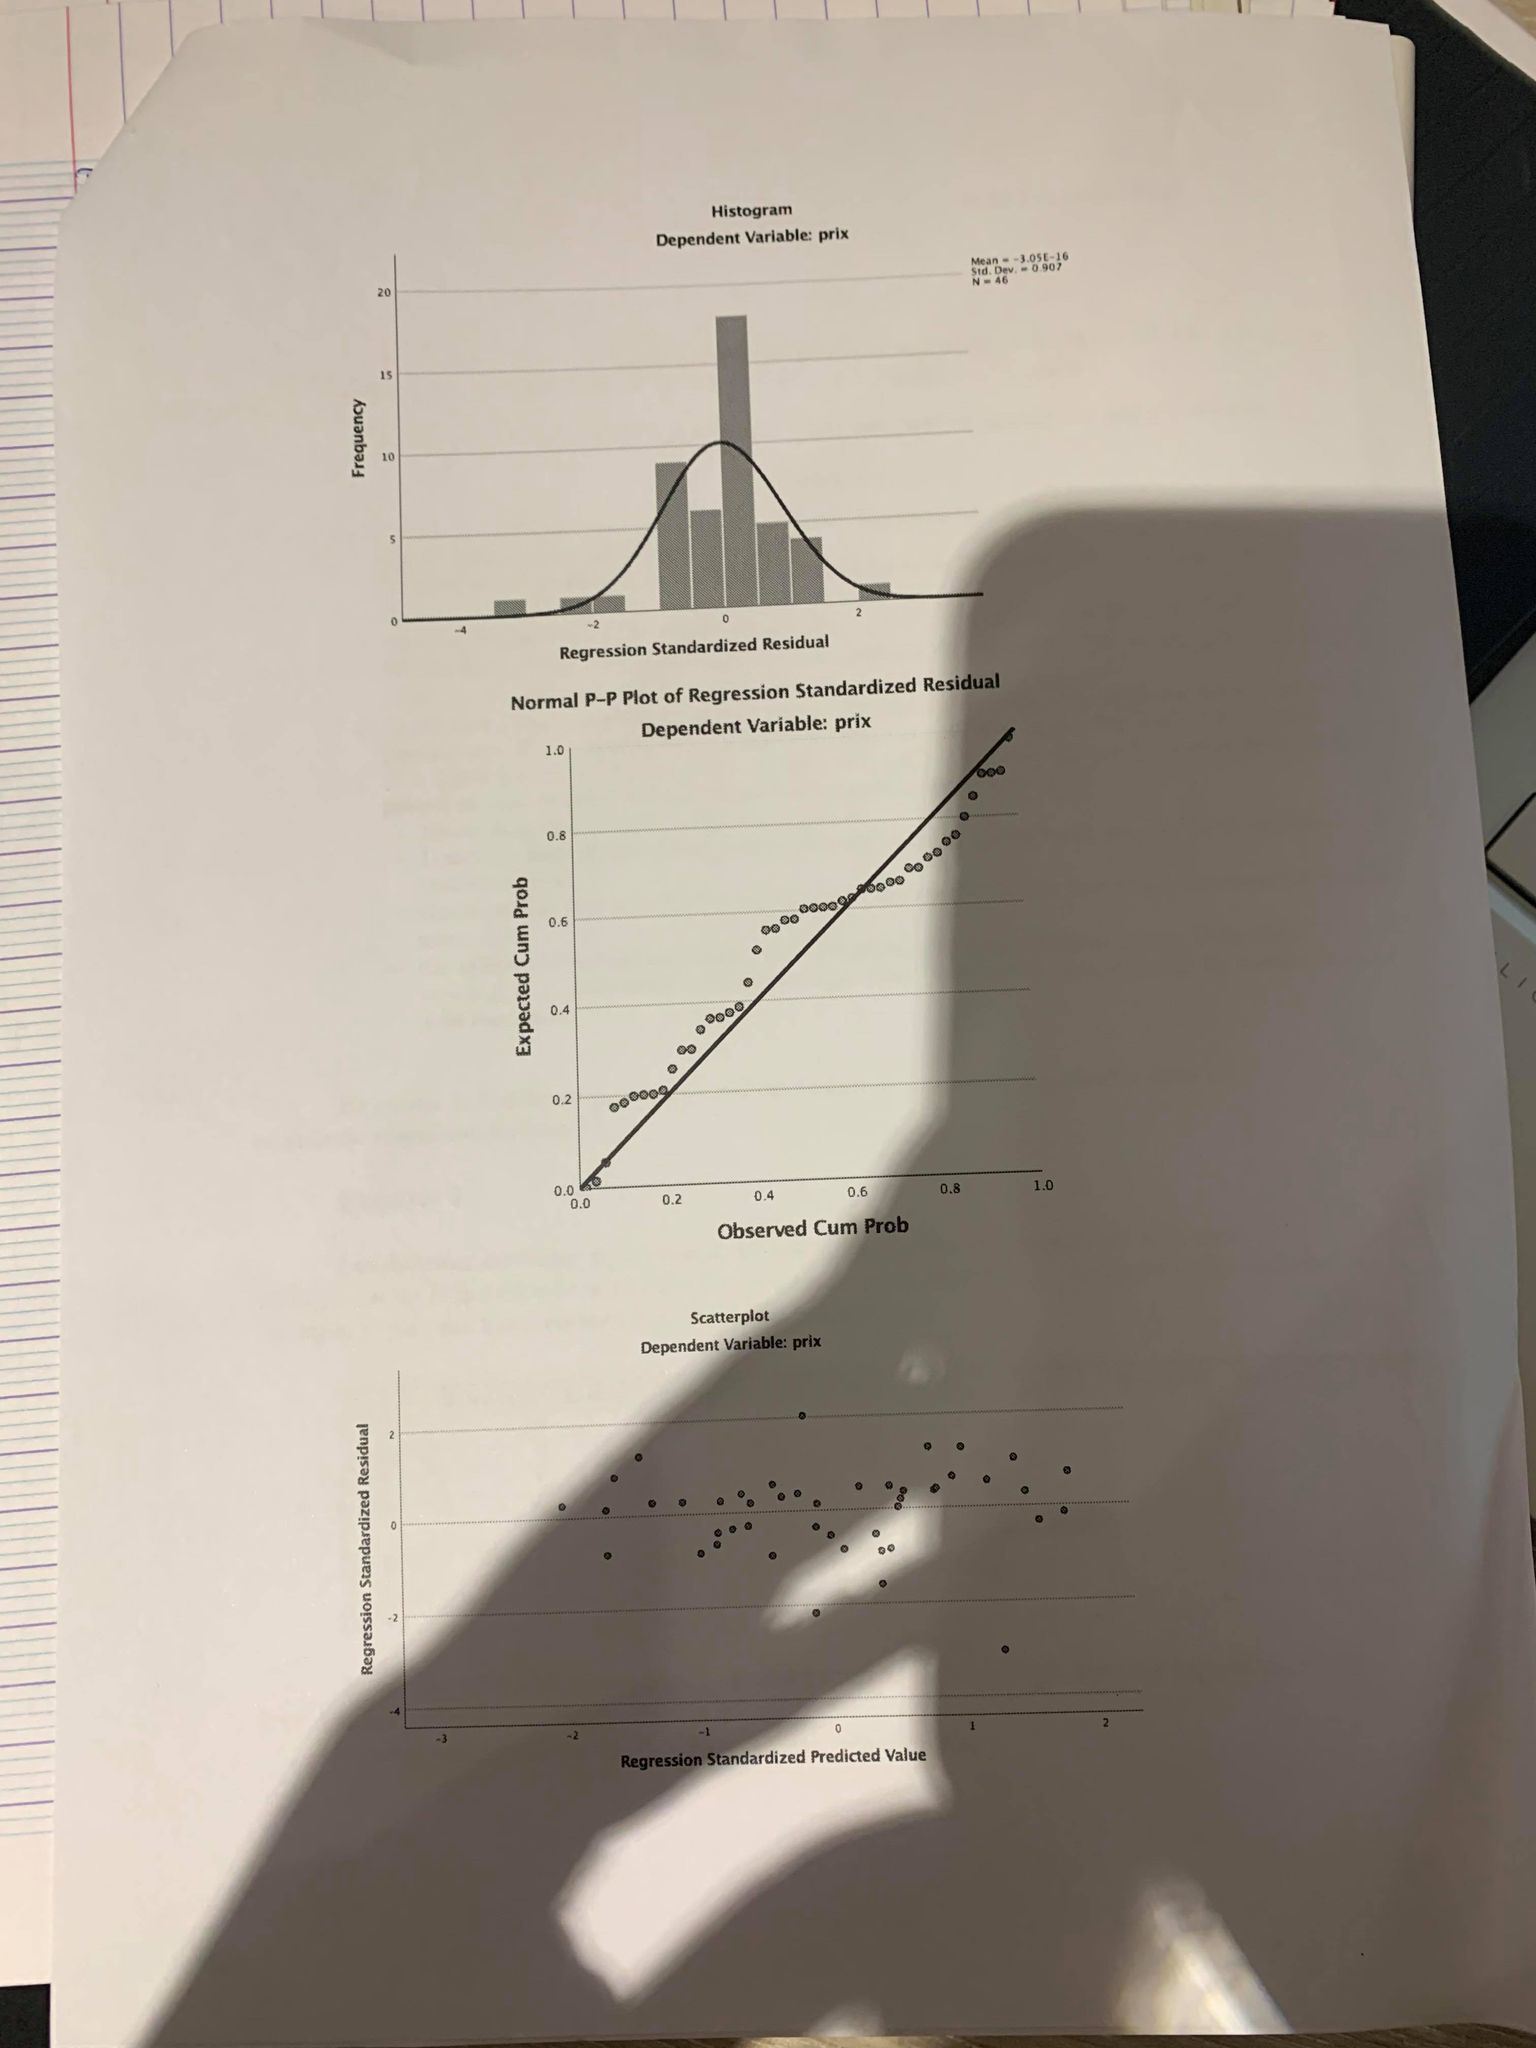 Histogram
Dependent Variable: prix
Mean = -3.05E-16
Std. Dev. = 0.907
N = 46
Frequency
20
15
10
5
0
-4 -2 0 2
Regression Standardized Residual
Normal P-P Plot of Regression Standardized Residual
Dependent Variable: prix
Expected Cum Prob
1.0
0.8
0.6
0.4
0.2
0.0
0.0 0.2 0.4 0.6 0.8 1.0
Observed Cum Prob
Scatterplot
Dependent Variable: prix
Regression Standardized Residual
2
0
-2
-4
-3 -2 -1 0 1 2
Regression Standardized Predicted Value